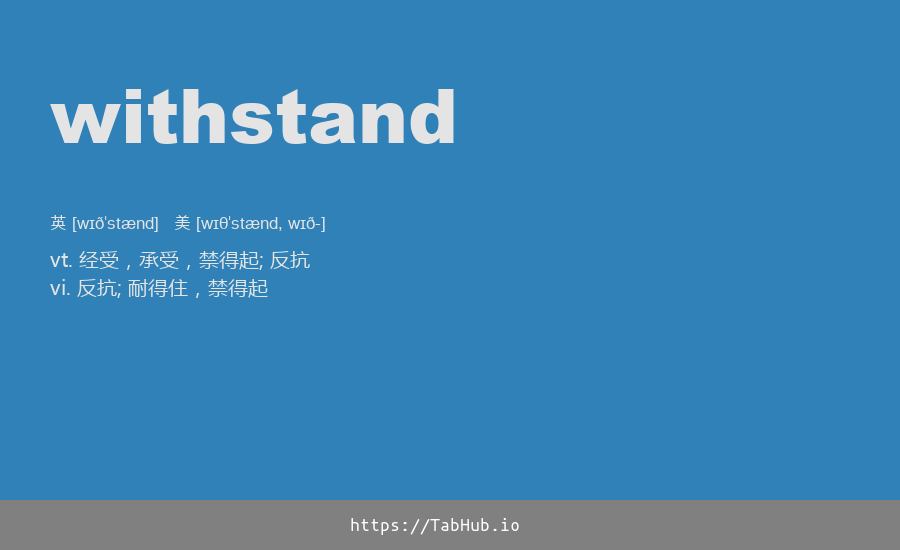 withstand
英 [wɪð'stænd] 美 [wɪθ'stænd, wɪð-]
vt. 经受，承受，禁得起; 反抗
vi. 反抗; 耐得住，禁得起
https://TabHub.io